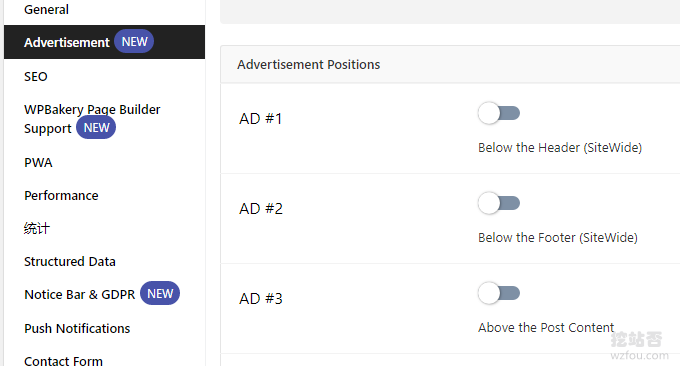 General
Advertisement NEW
SEO
WPBakery Page Builder
Support NEW
PWA
Performance
统计
Structured Data
Notice Bar & GDPR NEW
Push Notifications
Contact Form
Advertisement Positions
AD #1
Below the Header (SiteWide)
AD #2
Below the Footer (SiteWide)
AD #3
Above the Post Content
挖站否
wzfou.com